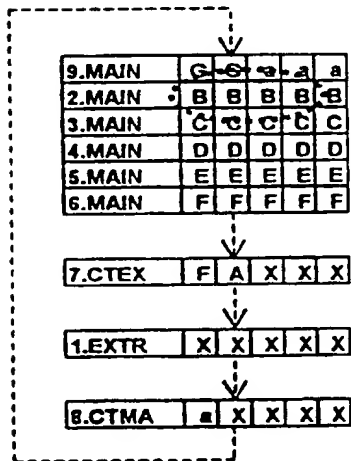 9.MAIN G G a a a
2.MAIN B B B B B
3.MAIN C C C C C
4.MAIN D D D D D
5.MAIN E E E E E
6.MAIN F F F F F
7.CTEX F A X X X
1.EXTR X X X X X
8.CTMA a X X X X